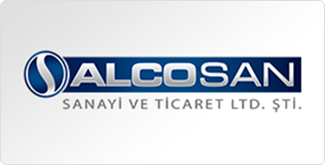 ALCOSAN
SANAYİ VE TİCARET LTD. ŞTİ.